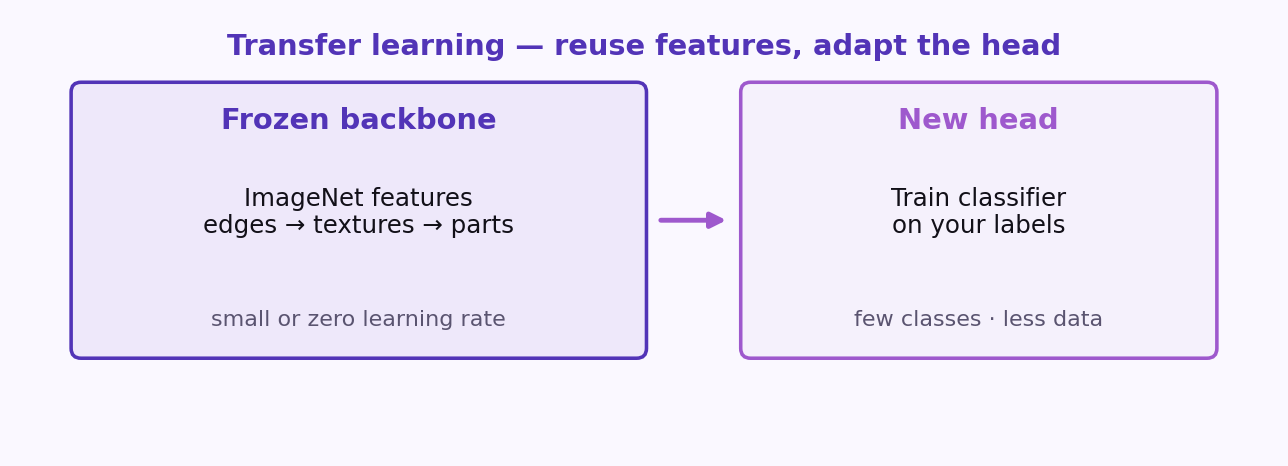 Transfer learning — reuse features, adapt the head
Frozen backbone
ImageNet features
edges → textures → parts
small or zero learning rate
New head
Train classifier
on your labels
few classes · less data